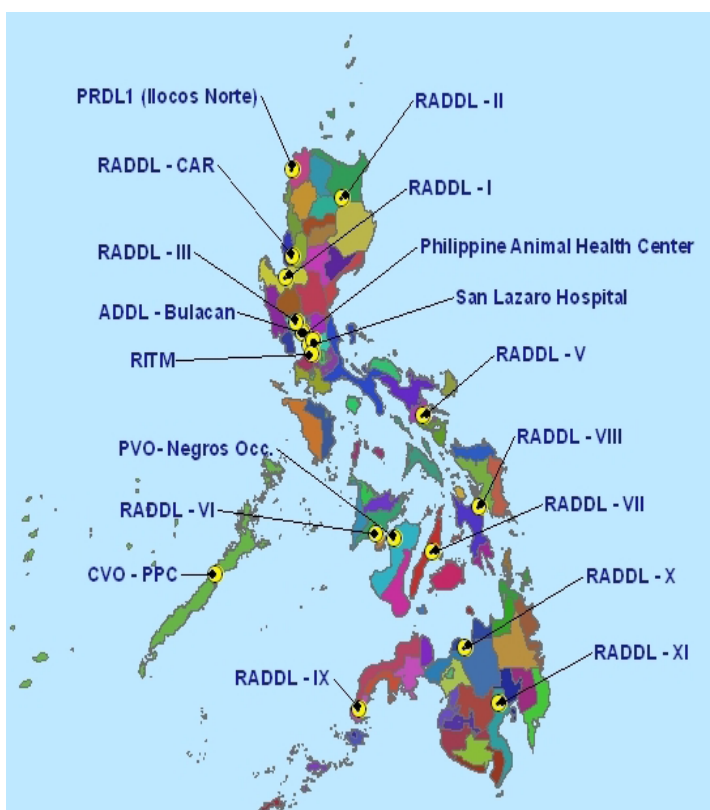 PRDL1 (Ilocos Norte)
RADDL - II
RADDL - CAR
RADDL - I
RADDL - III
Philippine Animal Health Center
ADDL - Bulacan
San Lazaro Hospital
RITM
RADDL - V
PVO- Negros Occ.
RADDL - VIII
RADDL - VI
RADDL - VII
CVO - PPC
RADDL - X
RADDL - XI
RADDL - IX